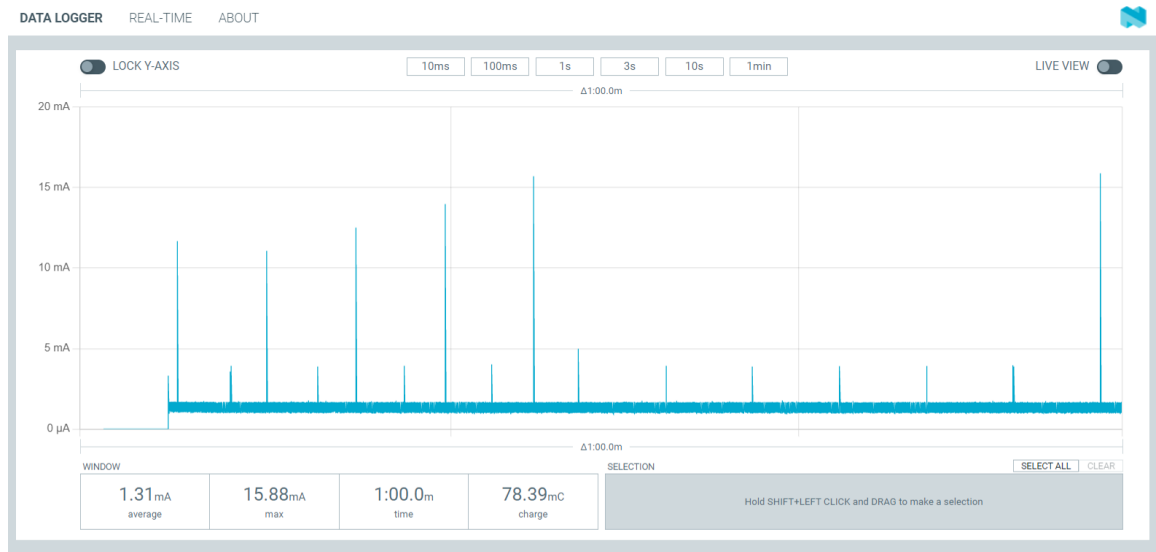 DATA LOGGER REAL-TIME ABOUT
LOCK Y-AXIS 10ms 100ms 1s 3s 10s 1min LIVE VIEW
Δ1:00.0m
20 mA
15 mA
10 mA
5 mA
0 µA
Δ1:00.0m
WINDOW SELECTION SELECT ALL CLEAR
1.31mA 15.88mA 1:00.0m 78.39mC
average max time charge
Hold SHIFT+LEFT CLICK and DRAG to make a selection